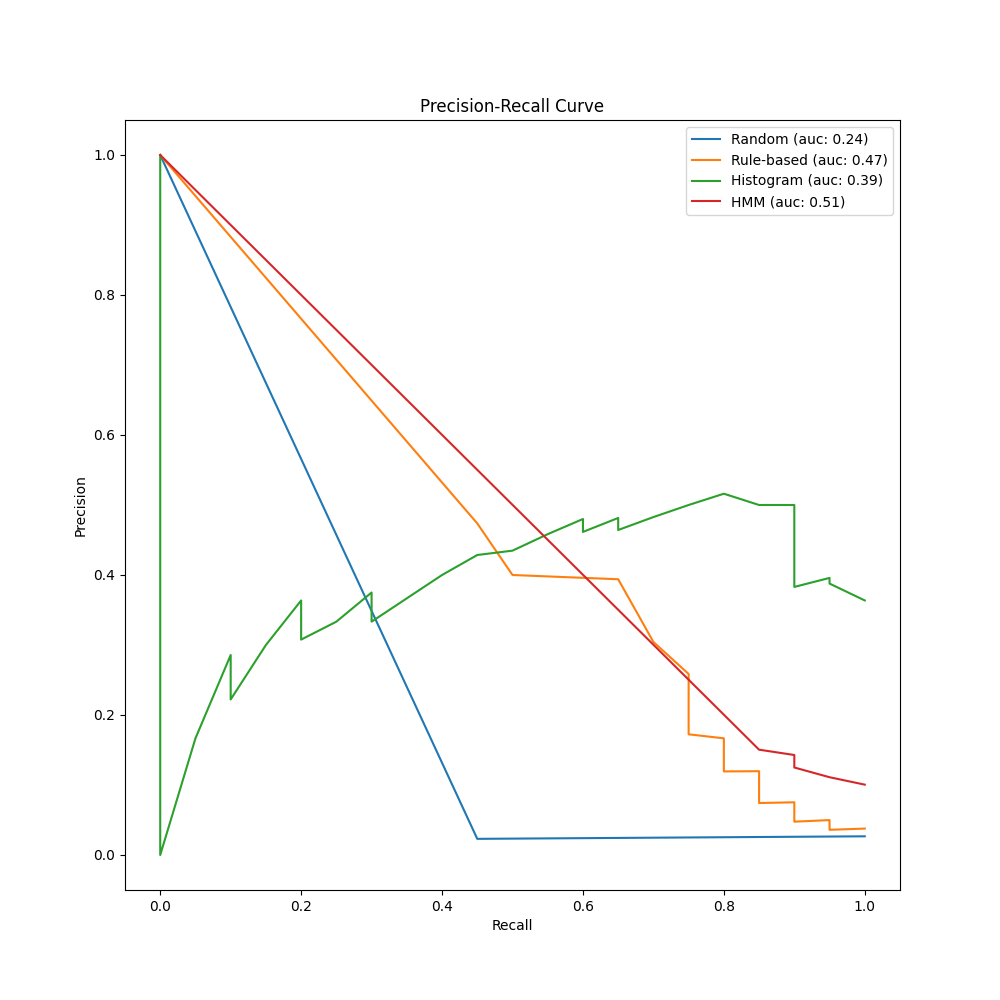 Precision-Recall Curve
Random (auc: 0.24)
Rule-based (auc: 0.47)
Histogram (auc: 0.39)
HMM (auc: 0.51)
1.0
0.8
0.6
0.4
0.2
0.0
Precision
0.0 0.2 0.4 0.6 0.8 1.0
Recall